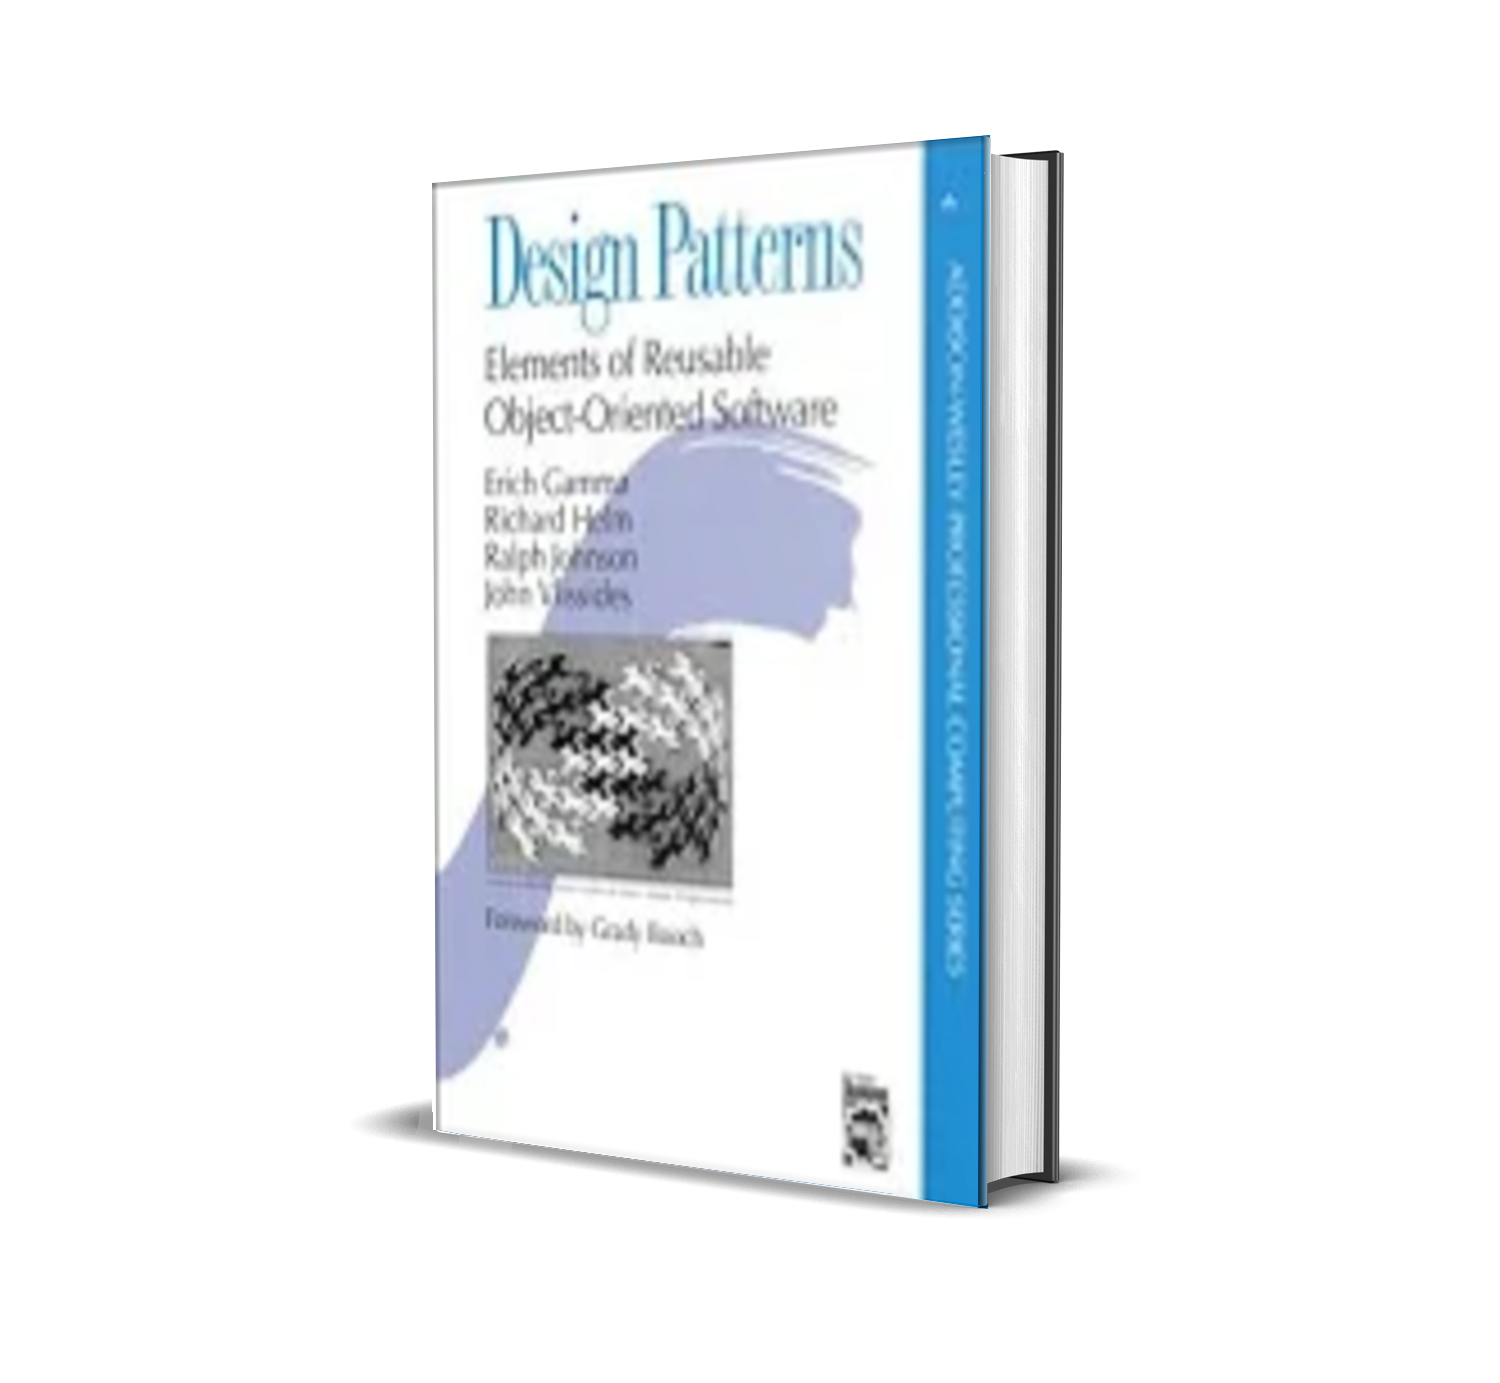 Design Patterns
Elements of Reusable
Object-Oriented Software
Erich Gamma
Richard Helm
Ralph Johnson
John Vlissides
Foreword by Grady Booch
ADDISON-WESLEY PROFESSIONAL COMPUTING SERIES